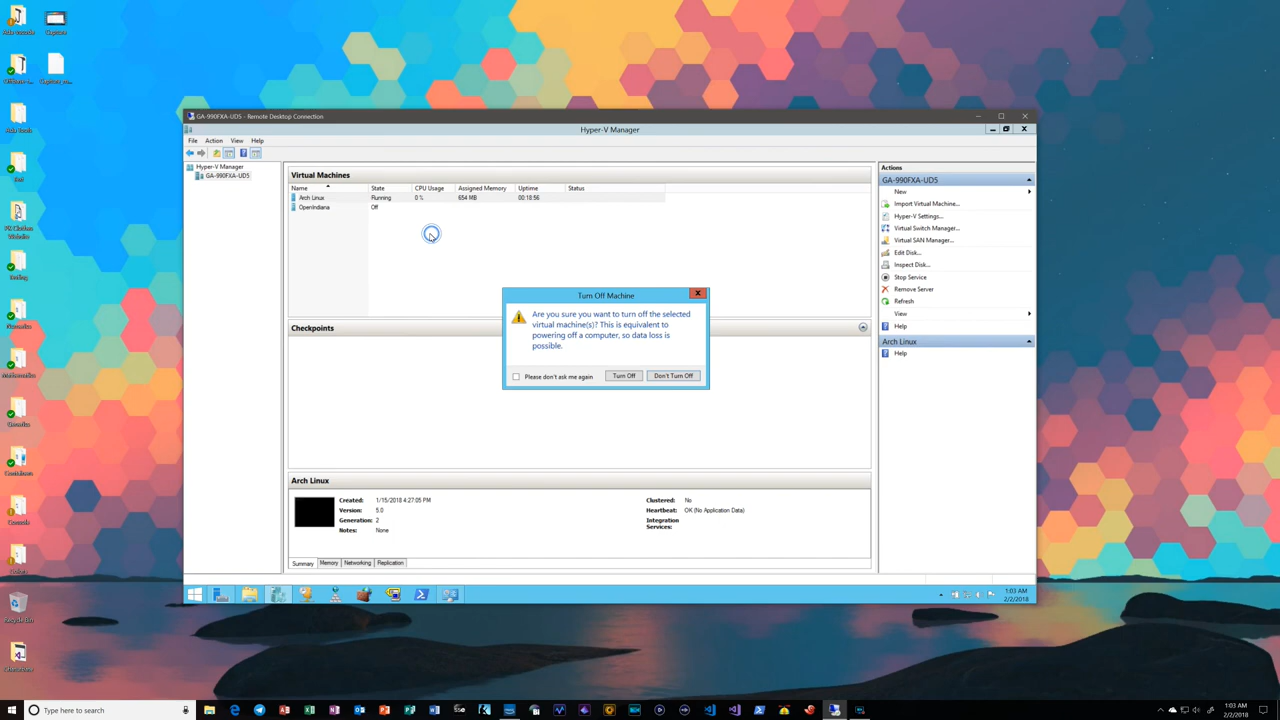 Capture
GA-990FXA-UD5 - Remote Desktop Connection
Hyper-V Manager
File Action View Help
Hyper-V Manager
GA-990FXA-UD5
Virtual Machines
Name State CPU Usage Assigned Memory Uptime Status
Arch Linux Running 0 % 654 MB 00:18:56
OpenIndiana Off
Turn Off Machine
Are you sure you want to turn off the selected
virtual machine(s)? This is equivalent to
powering off a computer, so data loss is
possible.
Please don't ask me again
Turn Off
Don't Turn Off
Checkpoints
Arch Linux
Created: 1/15/2018 4:27:05 PM
Version: 5.0
Generation: 2
Notes: None
Clustered: No
Heartbeat: OK (No Application Data)
Integration
Services:
Summary Memory Networking Replication
Actions
GA-990FXA-UD5
New
Import Virtual Machine...
Hyper-V Settings...
Virtual Switch Manager...
Virtual SAN Manager...
Edit Disk...
Inspect Disk...
Stop Service
Remove Server
Refresh
View
Help
Arch Linux
Help
1:03 AM
2/2/2018
Recycle Bin
Type here to search
1:03 AM
2/2/2018